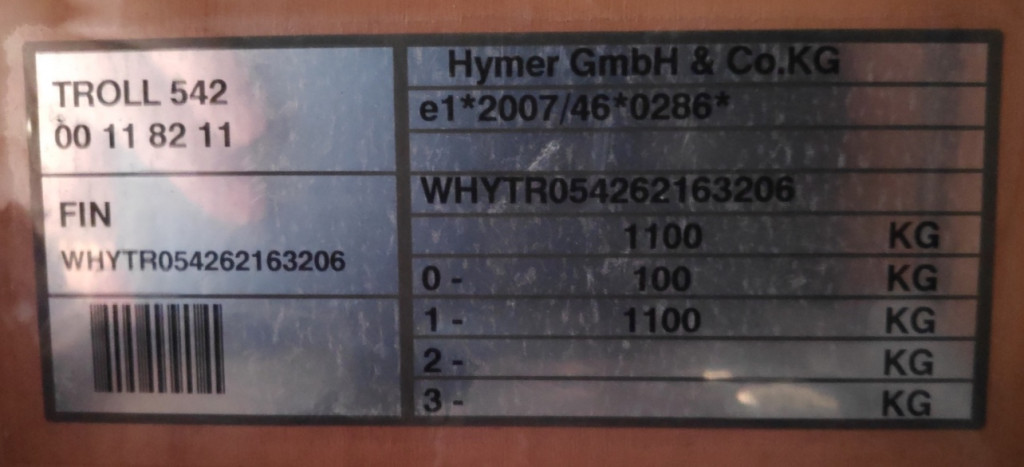 TROLL 542
00 11 82 11
FIN
WHYTR054262163206
Hymer GmbH & Co.KG
e1*2007/46*0286*
WHYTR054262163206
1100 KG
0 - 100 KG
1 - 1100 KG
2 - KG
3 - KG